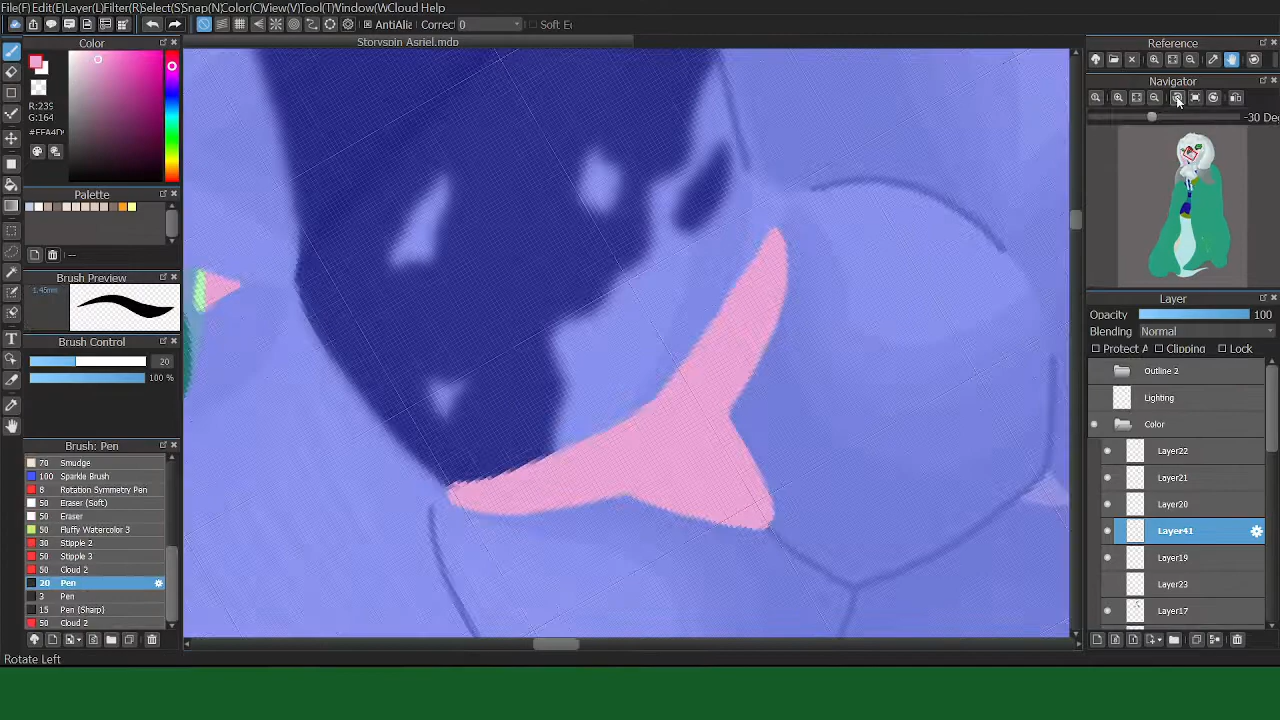 File(F) Edit(E) Layer(L) Filter(R) Select(S) Snap(N) Color(C) View(V) Tool(T) Window(W) Cloud Help
AntiAlia
Correct
0
Soft Ed
Color
Storyspin_Asriel.mdp
Reference
Navigator
-30 Deg
R:239
G:164
Palette
Brush Preview
1.45mm
Brush Control
20
100 %
Brush: Pen
70 Smudge
100 Sparkle Brush
8 Rotation Symmetry Pen
50 Eraser (Soft)
50 Eraser
50 Fluffy Watercolor 3
30 Stipple 2
50 Stipple 3
50 Cloud 2
20 Pen
3 Pen
15 Pen (Sharp)
50 Cloud 2
Layer
Opacity 100
Blending Normal
Protect A Clipping Lock
Outline 2
Lighting
Color
Layer22
Layer21
Layer20
Layer41
Layer19
Layer23
Layer17
Rotate Left